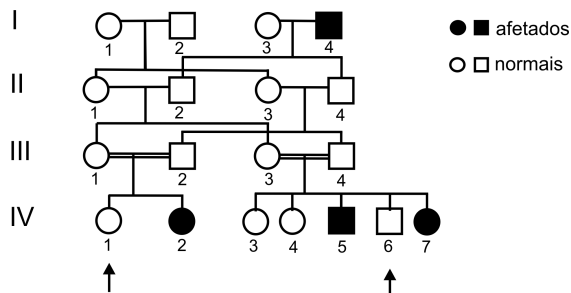 I
1 2 3 4
afetados
normais
II
1 2 3 4
III
1 2 3 4
IV
1 2 3 4 5 6 7